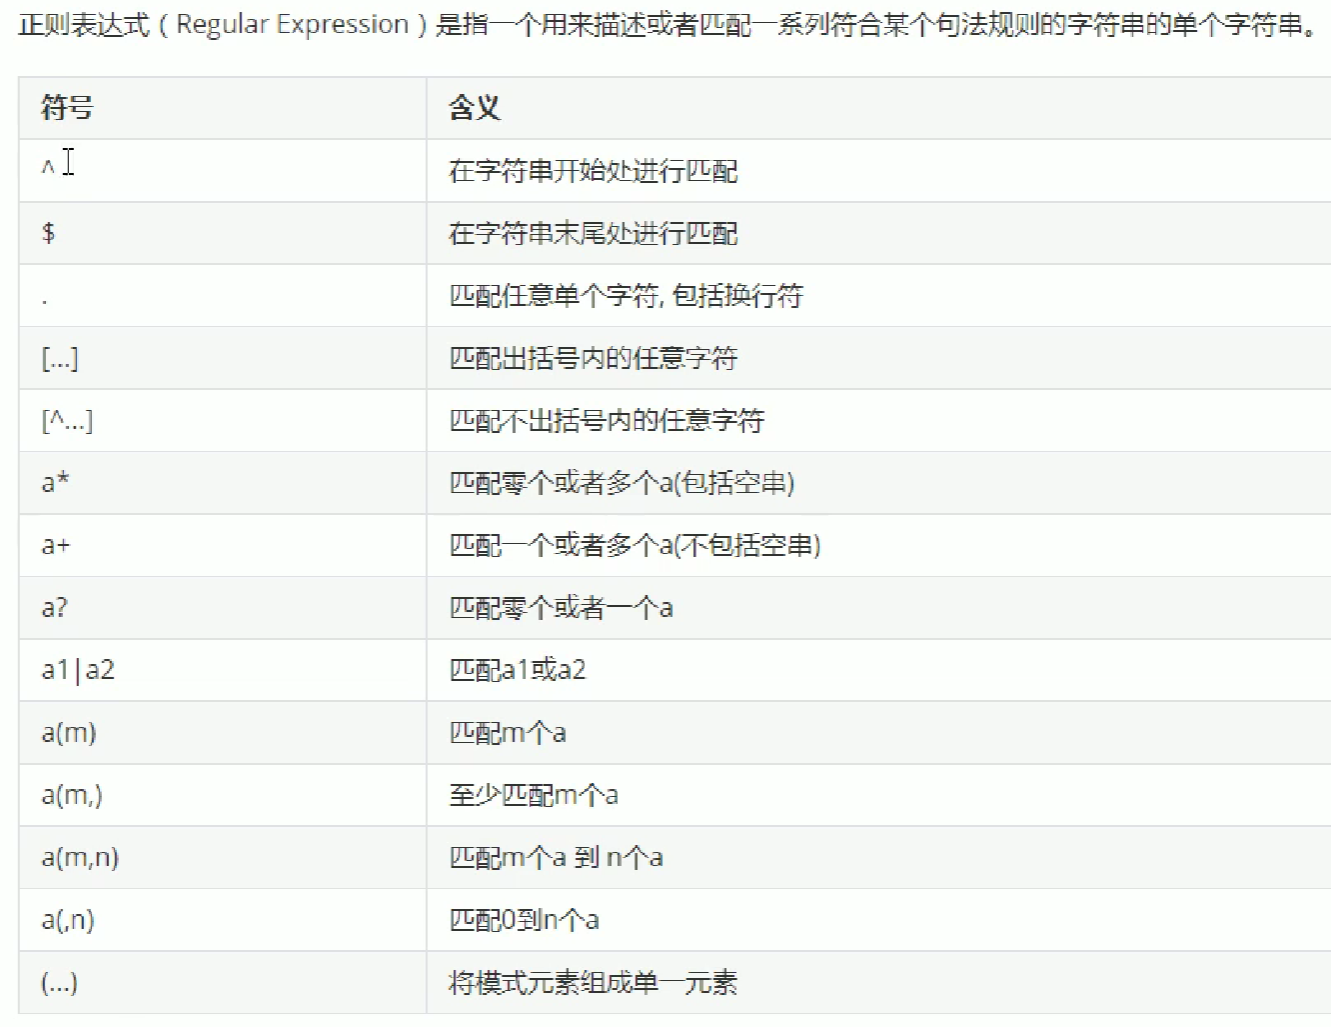 正则表达式（Regular Expression）是指一个用来描述或者匹配一系列符合某个句法规则的字符串的单个字符串。
符号 含义
^ 在字符串开始处进行匹配
$ 在字符串末尾处进行匹配
. 匹配任意单个字符, 包括换行符
[...] 匹配出括号内的任意字符
[^...] 匹配不出括号内的任意字符
a* 匹配零个或者多个a(包括空串)
a+ 匹配一个或者多个a(不包括空串)
a? 匹配零个或者一个a
a1|a2 匹配a1或a2
a(m) 匹配m个a
a(m,) 至少匹配m个a
a(m,n) 匹配m个a 到 n个a
a(,n) 匹配0到n个a
(...) 将模式元素组成单一元素